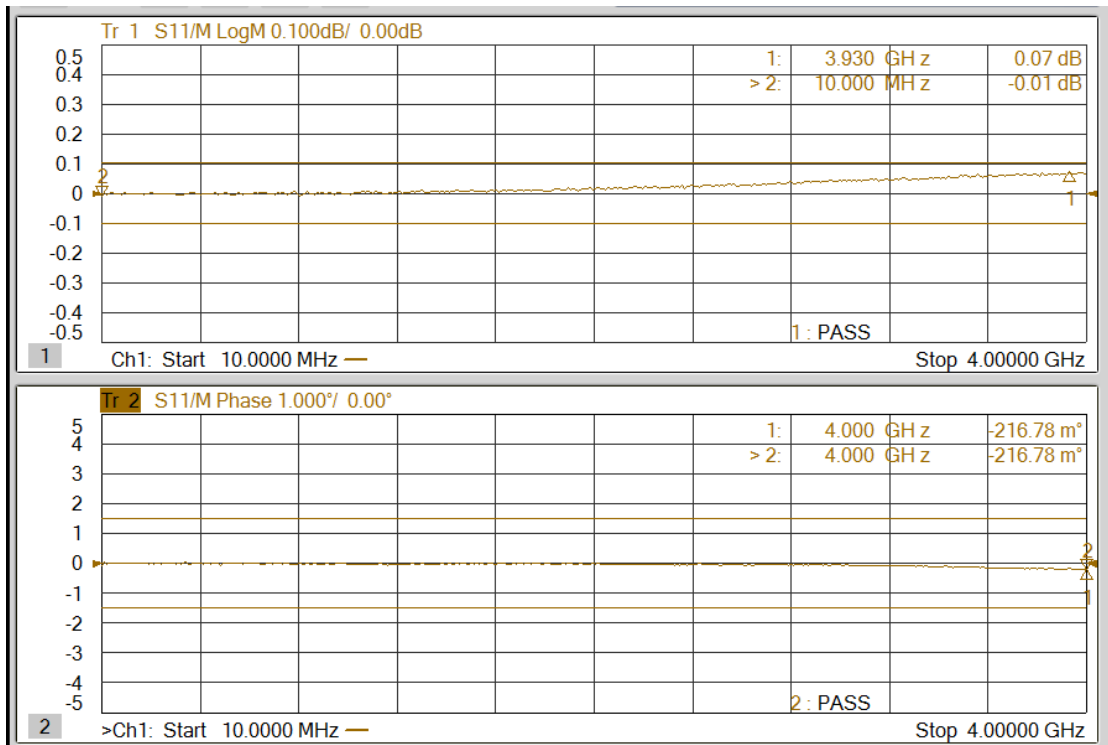 Tr 1 S11/M LogM 0.100dB/ 0.00dB
0.5
0.4
0.3
0.2
0.1
0
-0.1
-0.2
-0.3
-0.4
-0.5
1: 3.930 GHz 0.07 dB
> 2: 10.000 MHz -0.01 dB
2
1
1 : PASS
1 Ch1: Start 10.0000 MHz Stop 4.00000 GHz
Tr 2 S11/M Phase 1.000°/ 0.00°
5
4
3
2
1
0
-1
-2
-3
-4
-5
1: 4.000 GHz -216.78 m°
> 2: 4.000 GHz -216.78 m°
2
1
2 : PASS
2 >Ch1: Start 10.0000 MHz Stop 4.00000 GHz